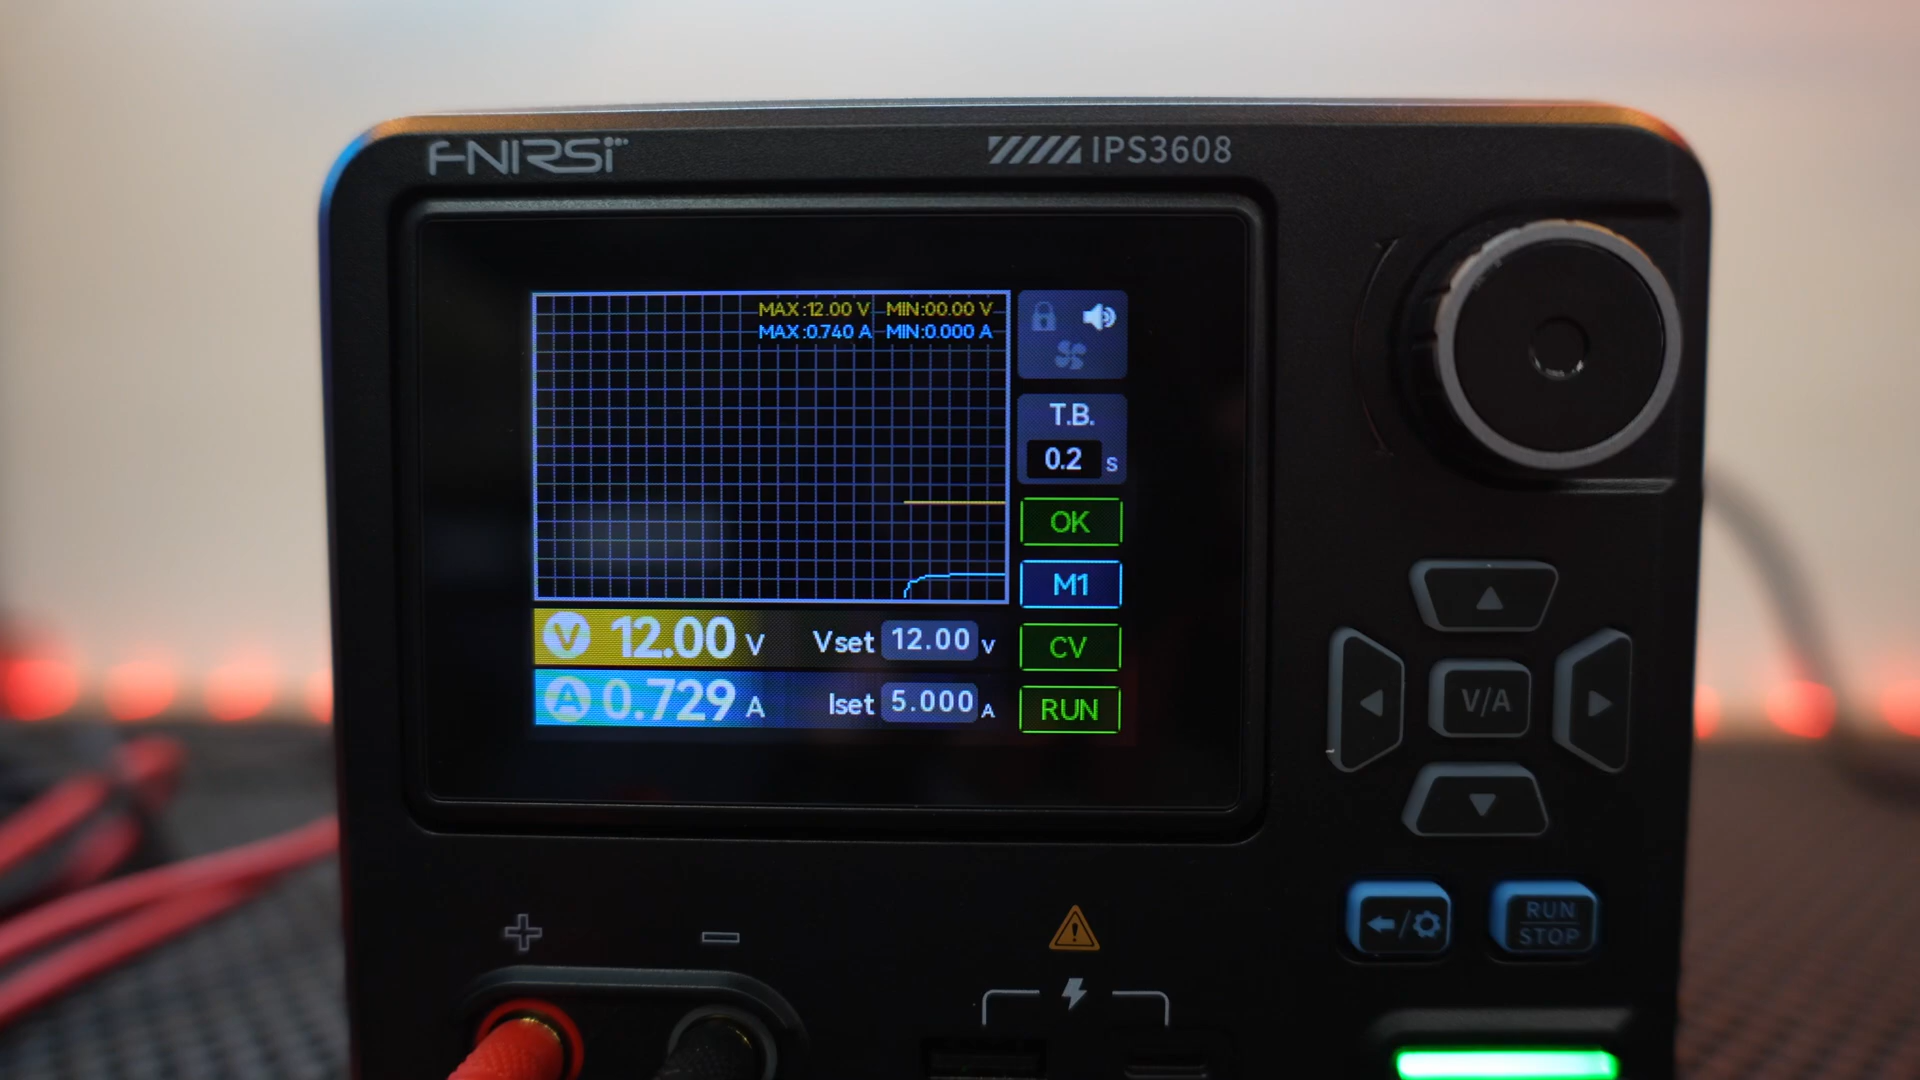 FNIRSI
IPS3608
MAX:12.00 V MIN:00.00 V
MAX:0.740 A MIN:0.000 A
T.B.
0.2 s
OK
M1
V 12.00 V Vset 12.00 V
CV
A 0.729 A Iset 5.000 A
RUN
V/A
RUN
STOP